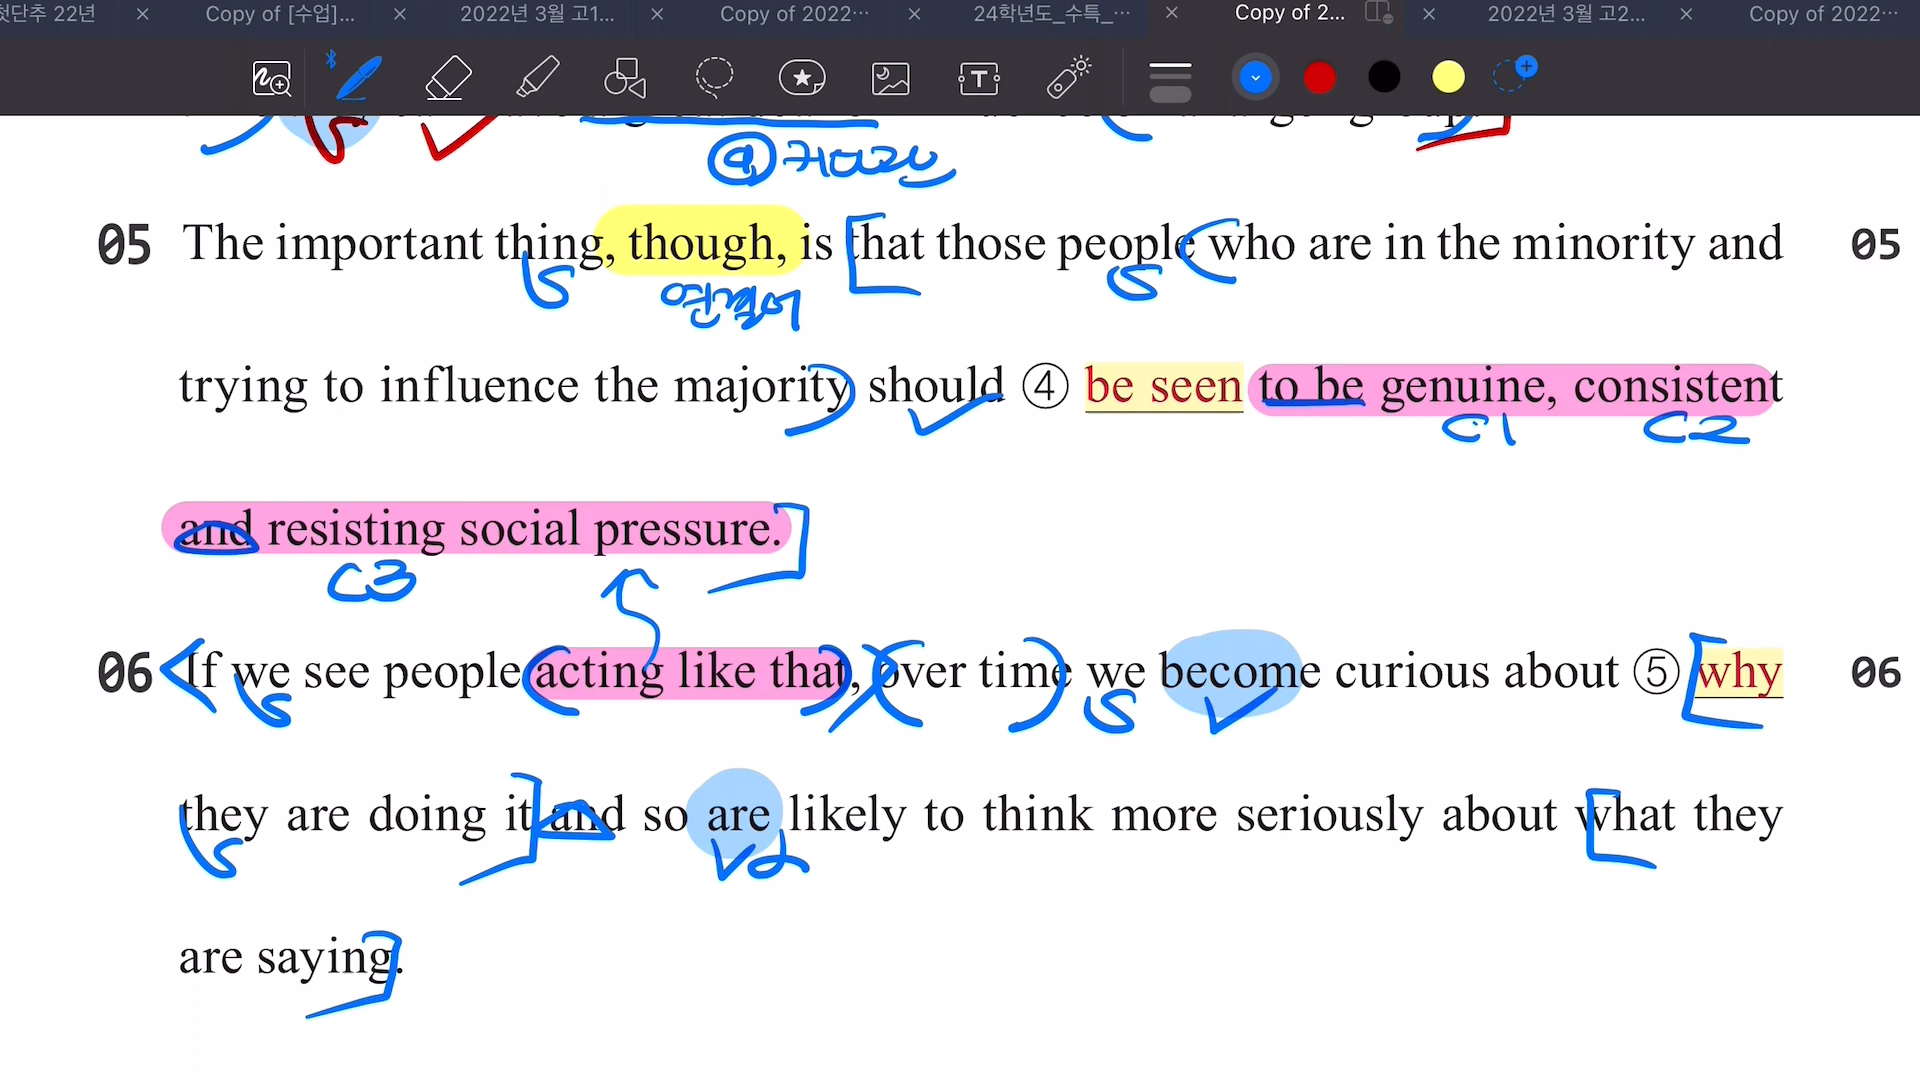 첫단추 22년 × Copy of [수업]... × 2022년 3월 고1... × Copy of 2022... × 24학년도_수특_... × Copy of 2... × 2022년 3월 고2... × Copy of 2022...
05 The important thing, though, is that those people who are in the minority and 05
S 연결어 S
trying to influence the majority should ④ be seen to be genuine, consistent
C1 C2
and resisting social pressure.
C3
06 If we see people acting like that, over time we become curious about ⑤ why 06
S S
they are doing it and so are likely to think more seriously about what they
S 2
are saying.